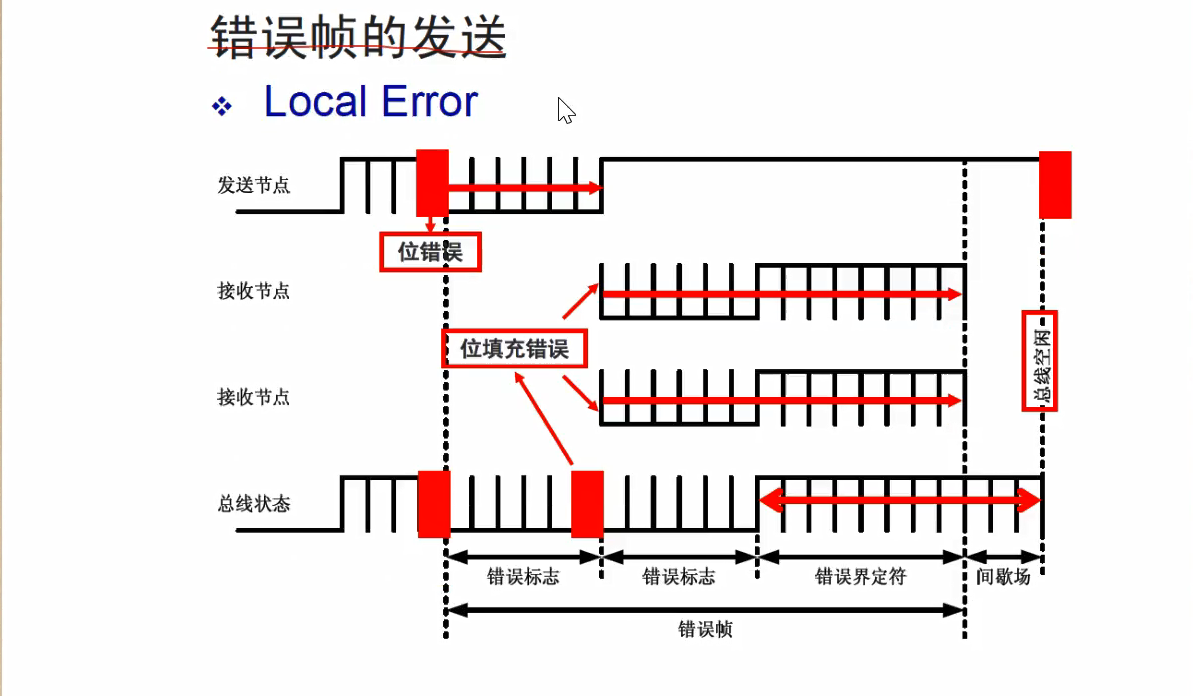 错误帧的发送
Local Error
发送节点
位错误
接收节点
位填充错误
总线空闲
接收节点
总线状态
错误标志
错误标志
错误界定符
间歇场
错误帧